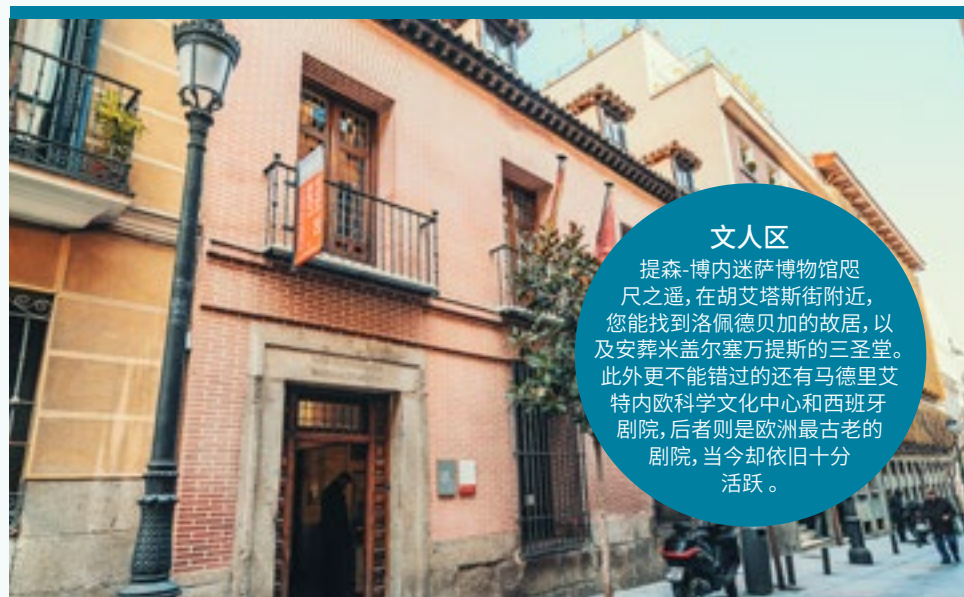 文人区
提森-博内迷萨博物馆咫
尺之遥，在胡艾塔斯街附近，
您能找到洛佩德贝加的故居，以
及安葬米盖尔塞万提斯的三圣堂。
此外更不能错过的还有马德里艾
特内欧科学文化中心和西班牙
剧院，后者则是欧洲最古老的
剧院，当今却依旧十分
活跃 。